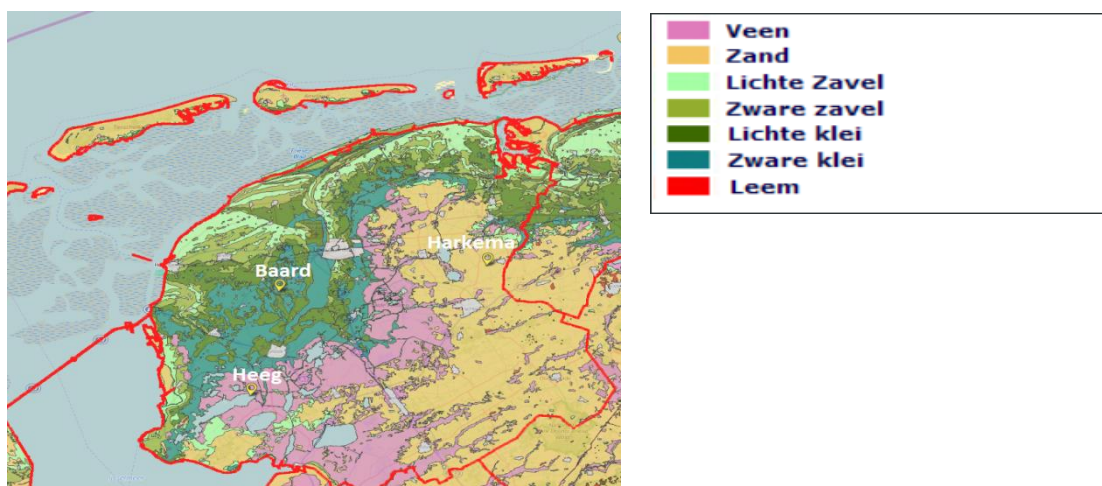 Harkema
Baard
Heeg
Veen
Zand
Lichte Zavel
Zware zavel
Lichte klei
Zware klei
Leem